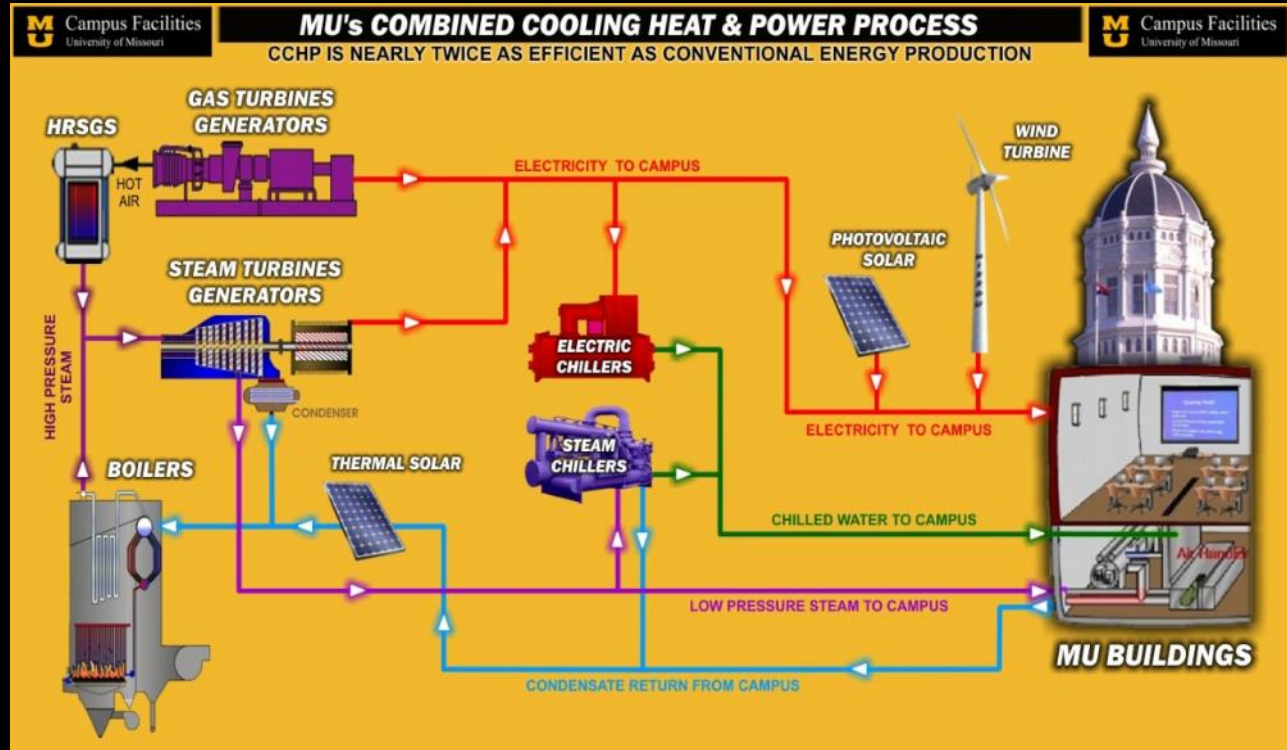 MU Campus Facilities
University of Missouri
MU's COMBINED COOLING HEAT & POWER PROCESS
CCHP IS NEARLY TWICE AS EFFICIENT AS CONVENTIONAL ENERGY PRODUCTION
MU Campus Facilities
University of Missouri
GAS TURBINES
GENERATORS
HRSGS
HOT
AIR
ELECTRICITY TO CAMPUS
WIND
TURBINE
PHOTOVOLTAIC
SOLAR
STEAM TURBINES
GENERATORS
HIGH PRESSURE
STEAM
CONDENSER
ELECTRIC
CHILLERS
ELECTRICITY TO CAMPUS
STEAM
CHILLERS
THERMAL SOLAR
BOILERS
CHILLED WATER TO CAMPUS
Air Handler
LOW PRESSURE STEAM TO CAMPUS
MU BUILDINGS
CONDENSATE RETURN FROM CAMPUS